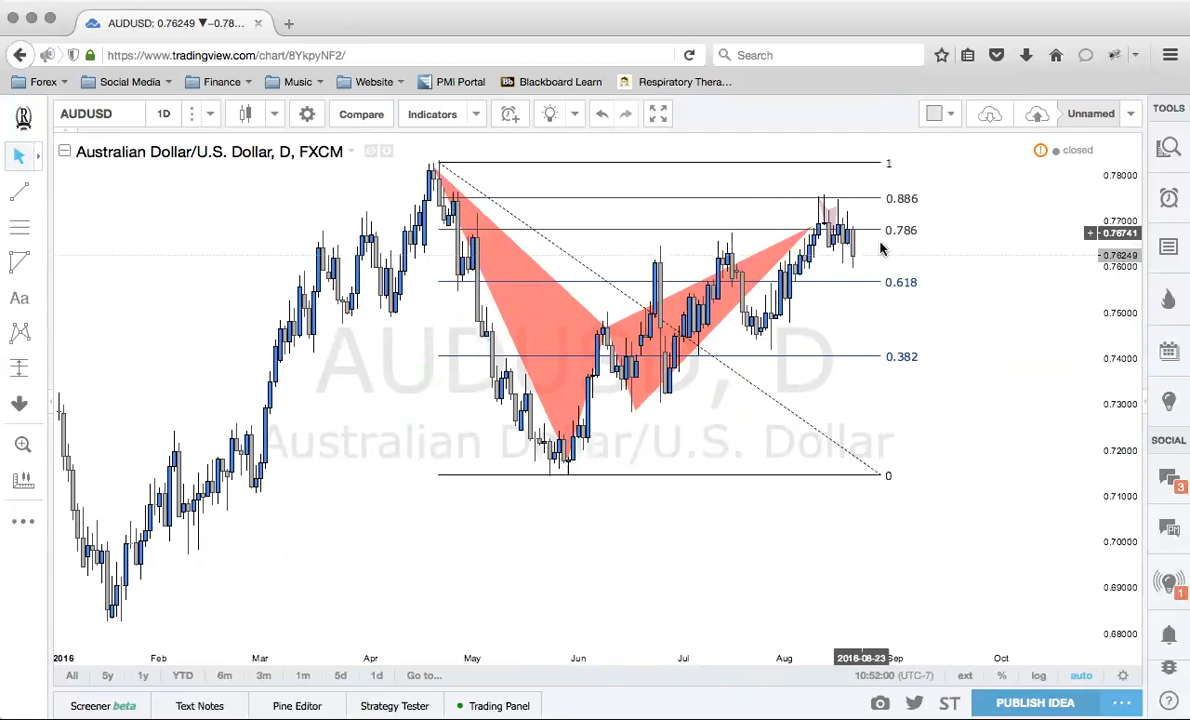 AUDUSD: 0.76249 ▼−0.78...
https://www.tradingview.com/chart/8YkpyNF2/
Search
Forex
Social Media
Finance
Music
Website
PMI Portal
Bb Blackboard Learn
Respiratory Thera...
AUDUSD
1D
Compare
Indicators
Unnamed
TOOLS
Australian Dollar/U.S. Dollar, D, FXCM
closed
1
0.886
0.786
0.618
0.382
0
AUDUSD, D
Australian Dollar/U.S. Dollar
0.78000
0.77000
0.76741
0.76249
0.76000
0.75000
0.74000
0.73000
0.72000
0.71000
0.70000
0.69000
0.68000
Aa
SOCIAL
3
1
2016
Feb
Mar
Apr
May
Jun
Jul
Aug
2016-08-23
Sep
Oct
All
5y
1y
YTD
6m
3m
1m
5d
1d
Go to...
10:52:00 (UTC-7)
ext
%
log
auto
Screener beta
Text Notes
Pine Editor
Strategy Tester
Trading Panel
ST
PUBLISH IDEA